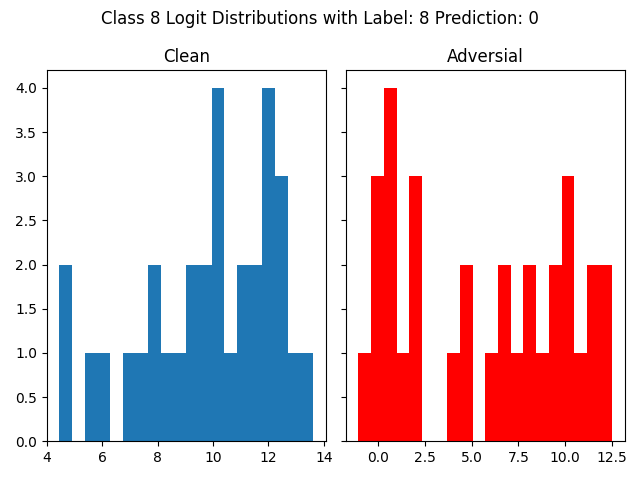 Class 8 Logit Distributions with Label: 8 Prediction: 0
Clean
Adversial
4.0
3.5
3.0
2.5
2.0
1.5
1.0
0.5
0.0
4 6 8 10 12 14
0.0 2.5 5.0 7.5 10.0 12.5